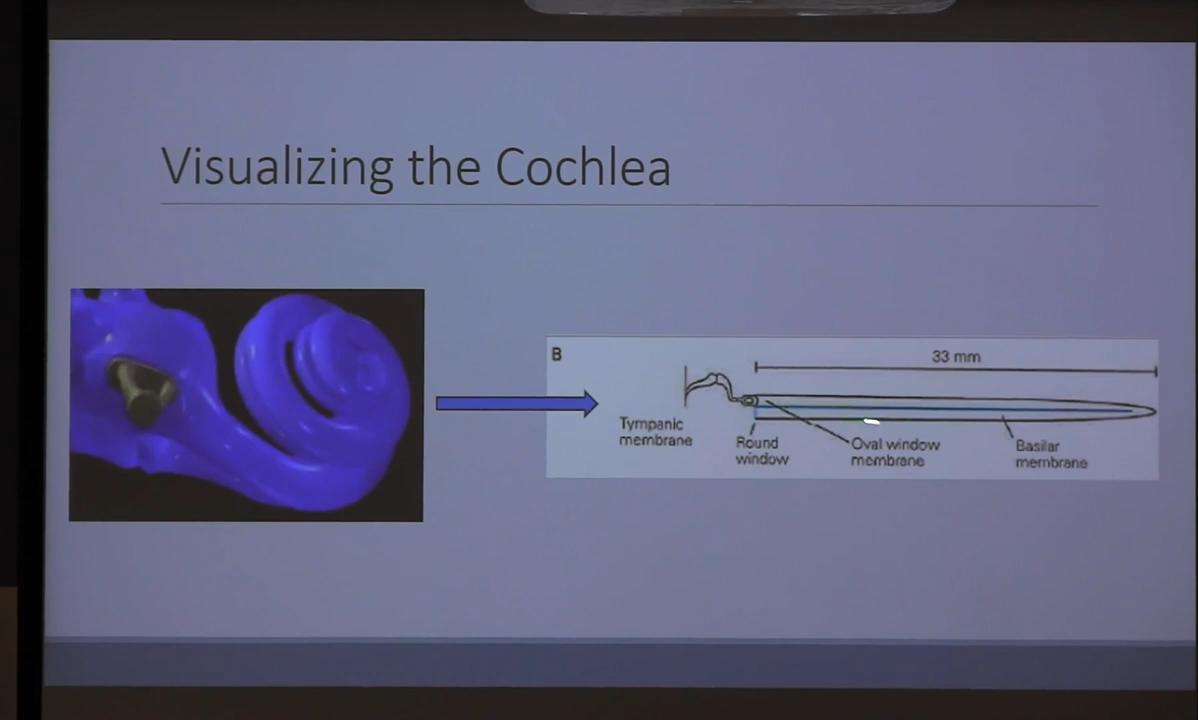 Visualizing the Cochlea
B
33 mm
Tympanic
membrane
Round
window
Oval window
membrane
Basilar
membrane